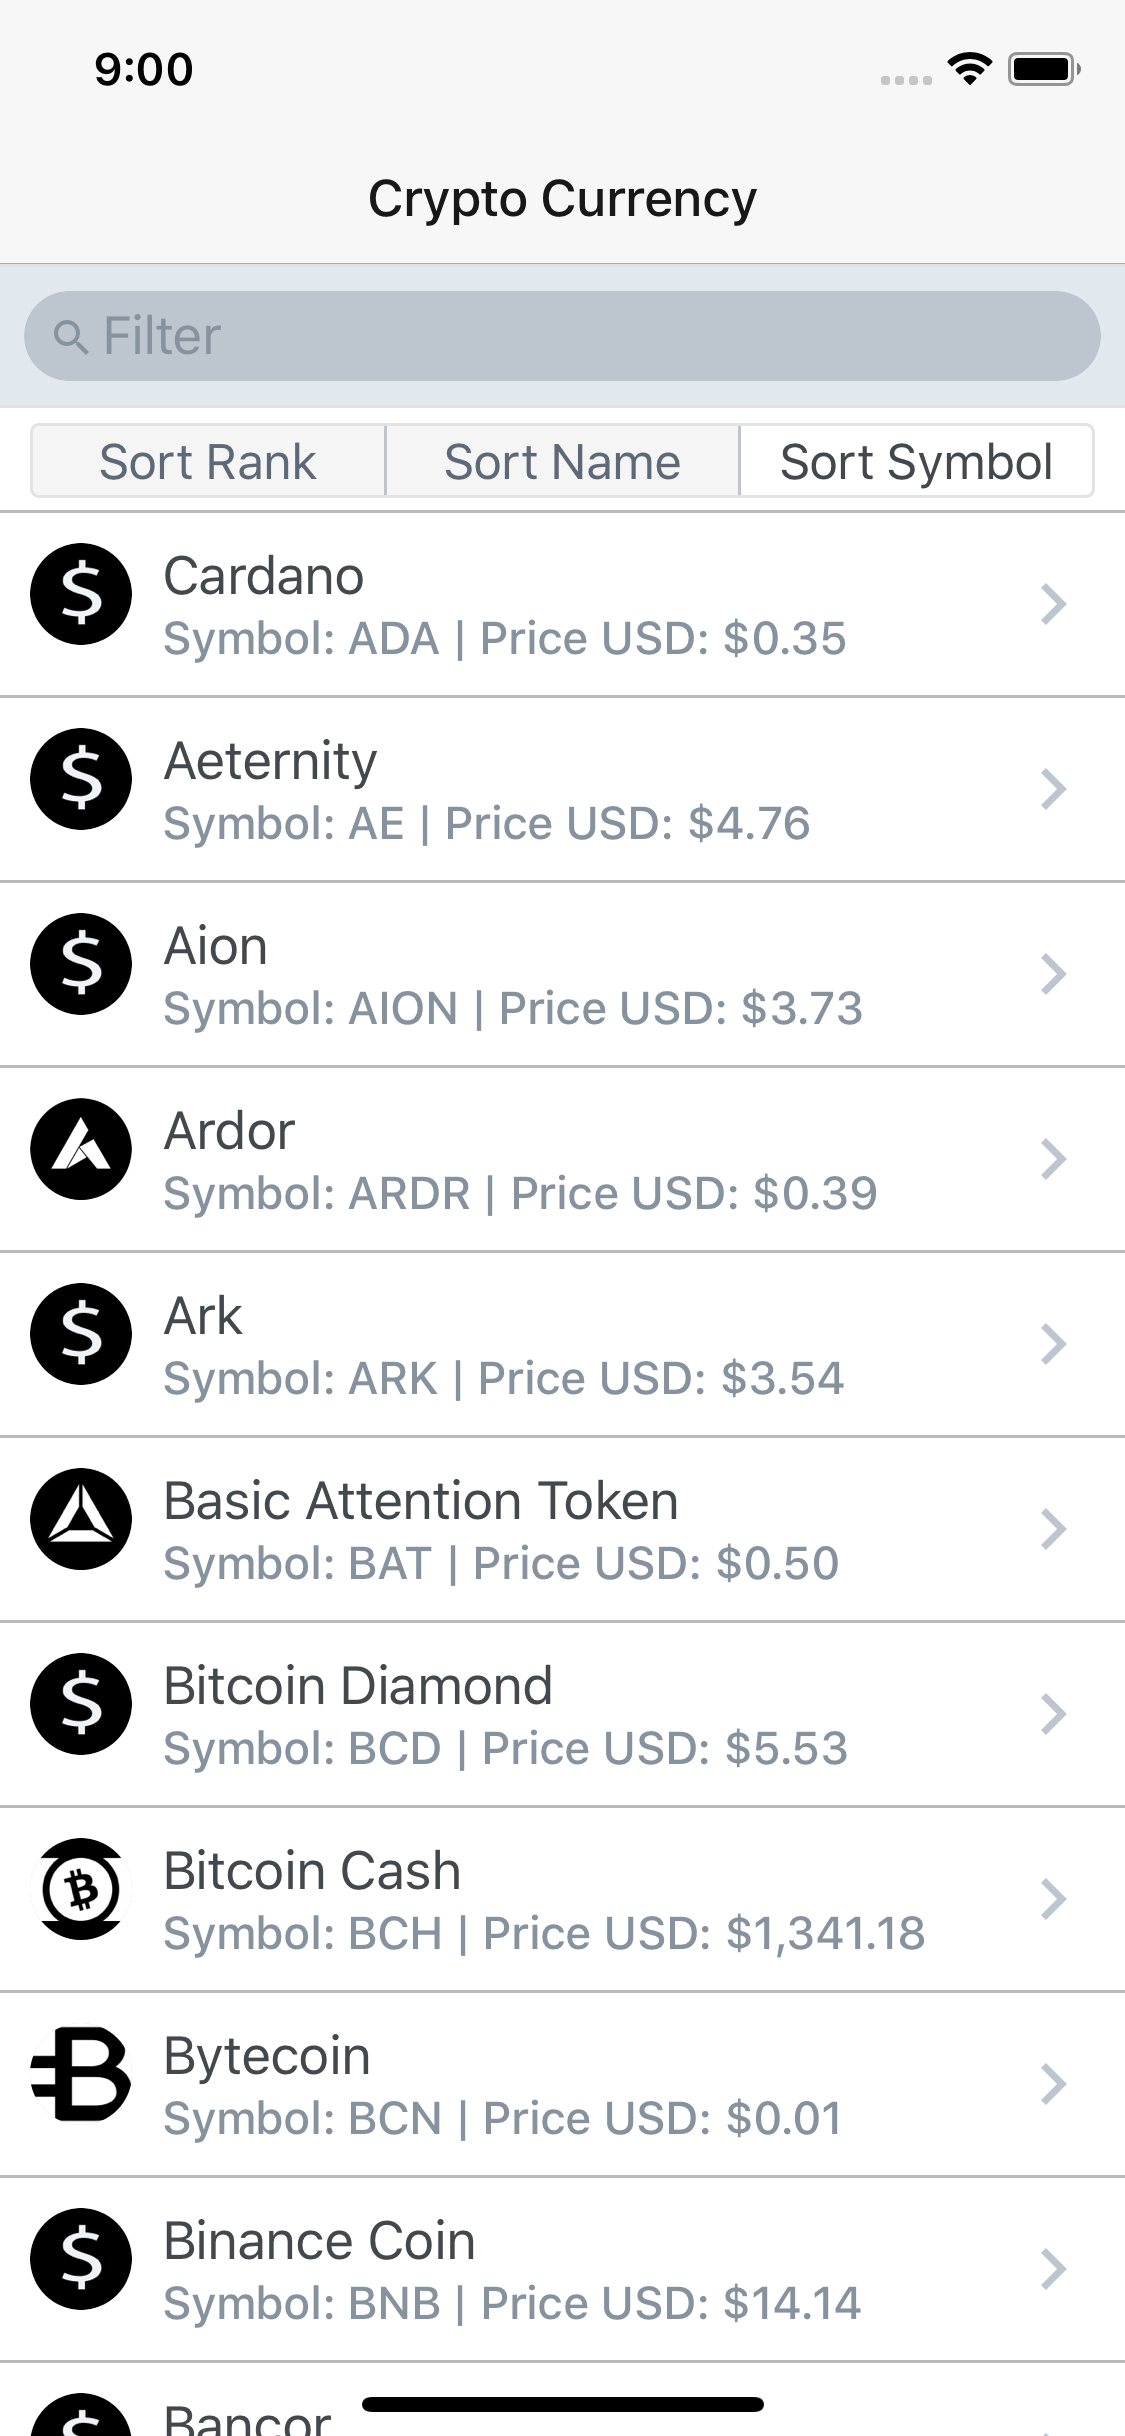 9:00
Crypto Currency
Filter
Sort Rank
Sort Name
Sort Symbol
Cardano
Symbol: ADA | Price USD: $0.35
Aeternity
Symbol: AE | Price USD: $4.76
Aion
Symbol: AION | Price USD: $3.73
Ardor
Symbol: ARDR | Price USD: $0.39
Ark
Symbol: ARK | Price USD: $3.54
Basic Attention Token
Symbol: BAT | Price USD: $0.50
Bitcoin Diamond
Symbol: BCD | Price USD: $5.53
Bitcoin Cash
Symbol: BCH | Price USD: $1,341.18
Bytecoin
Symbol: BCN | Price USD: $0.01
Binance Coin
Symbol: BNB | Price USD: $14.14
Bancor